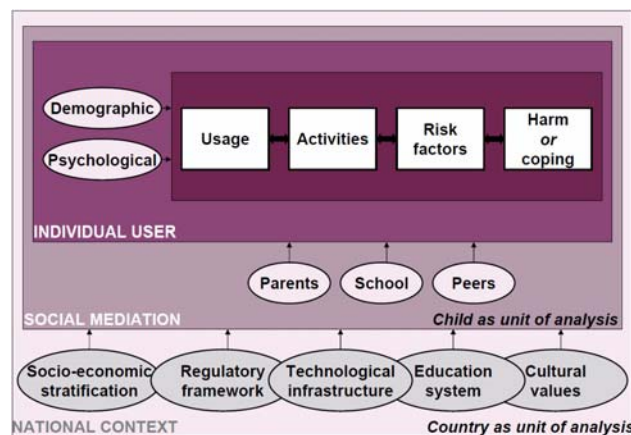 Demographic
Psychological
Usage
Activities
Risk
factors
Harm
or
coping
INDIVIDUAL USER
Parents
School
Peers
SOCIAL MEDIATION
Child as unit of analysis
Socio-economic
stratification
Regulatory
framework
Technological
infrastructure
Education
system
Cultural
values
NATIONAL CONTEXT
Country as unit of analysis